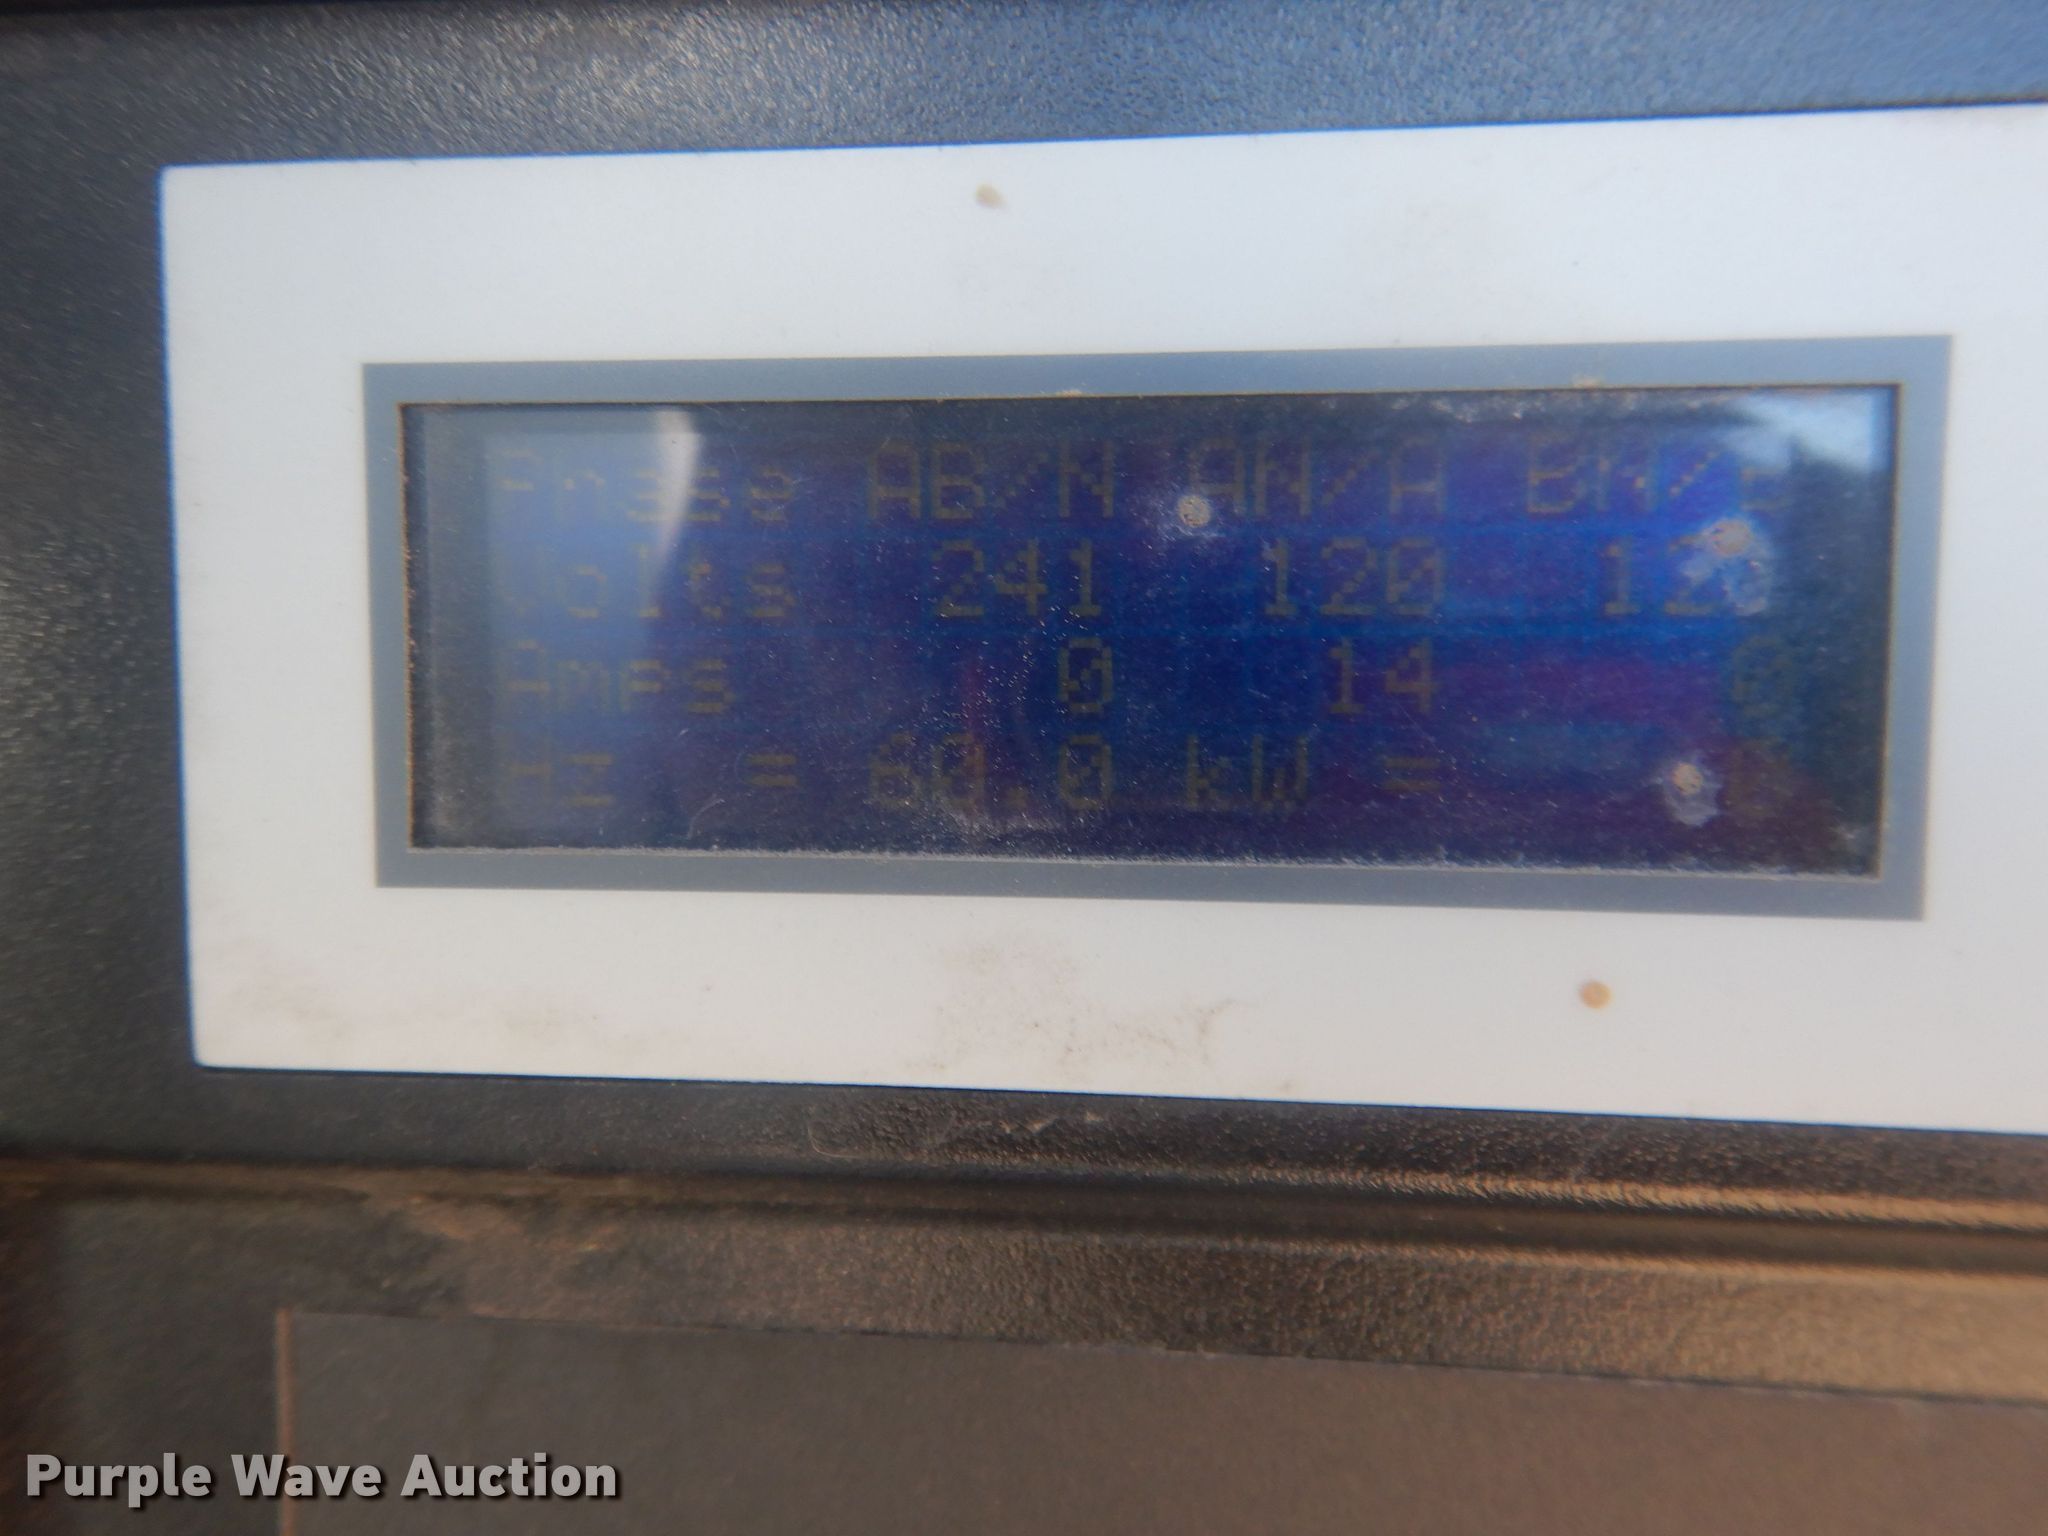 Phase AB/N AN/A BN/B
Volts 241 120 120
Amps 0 14 0
Hz = 60.0 kW =
Purple Wave Auction